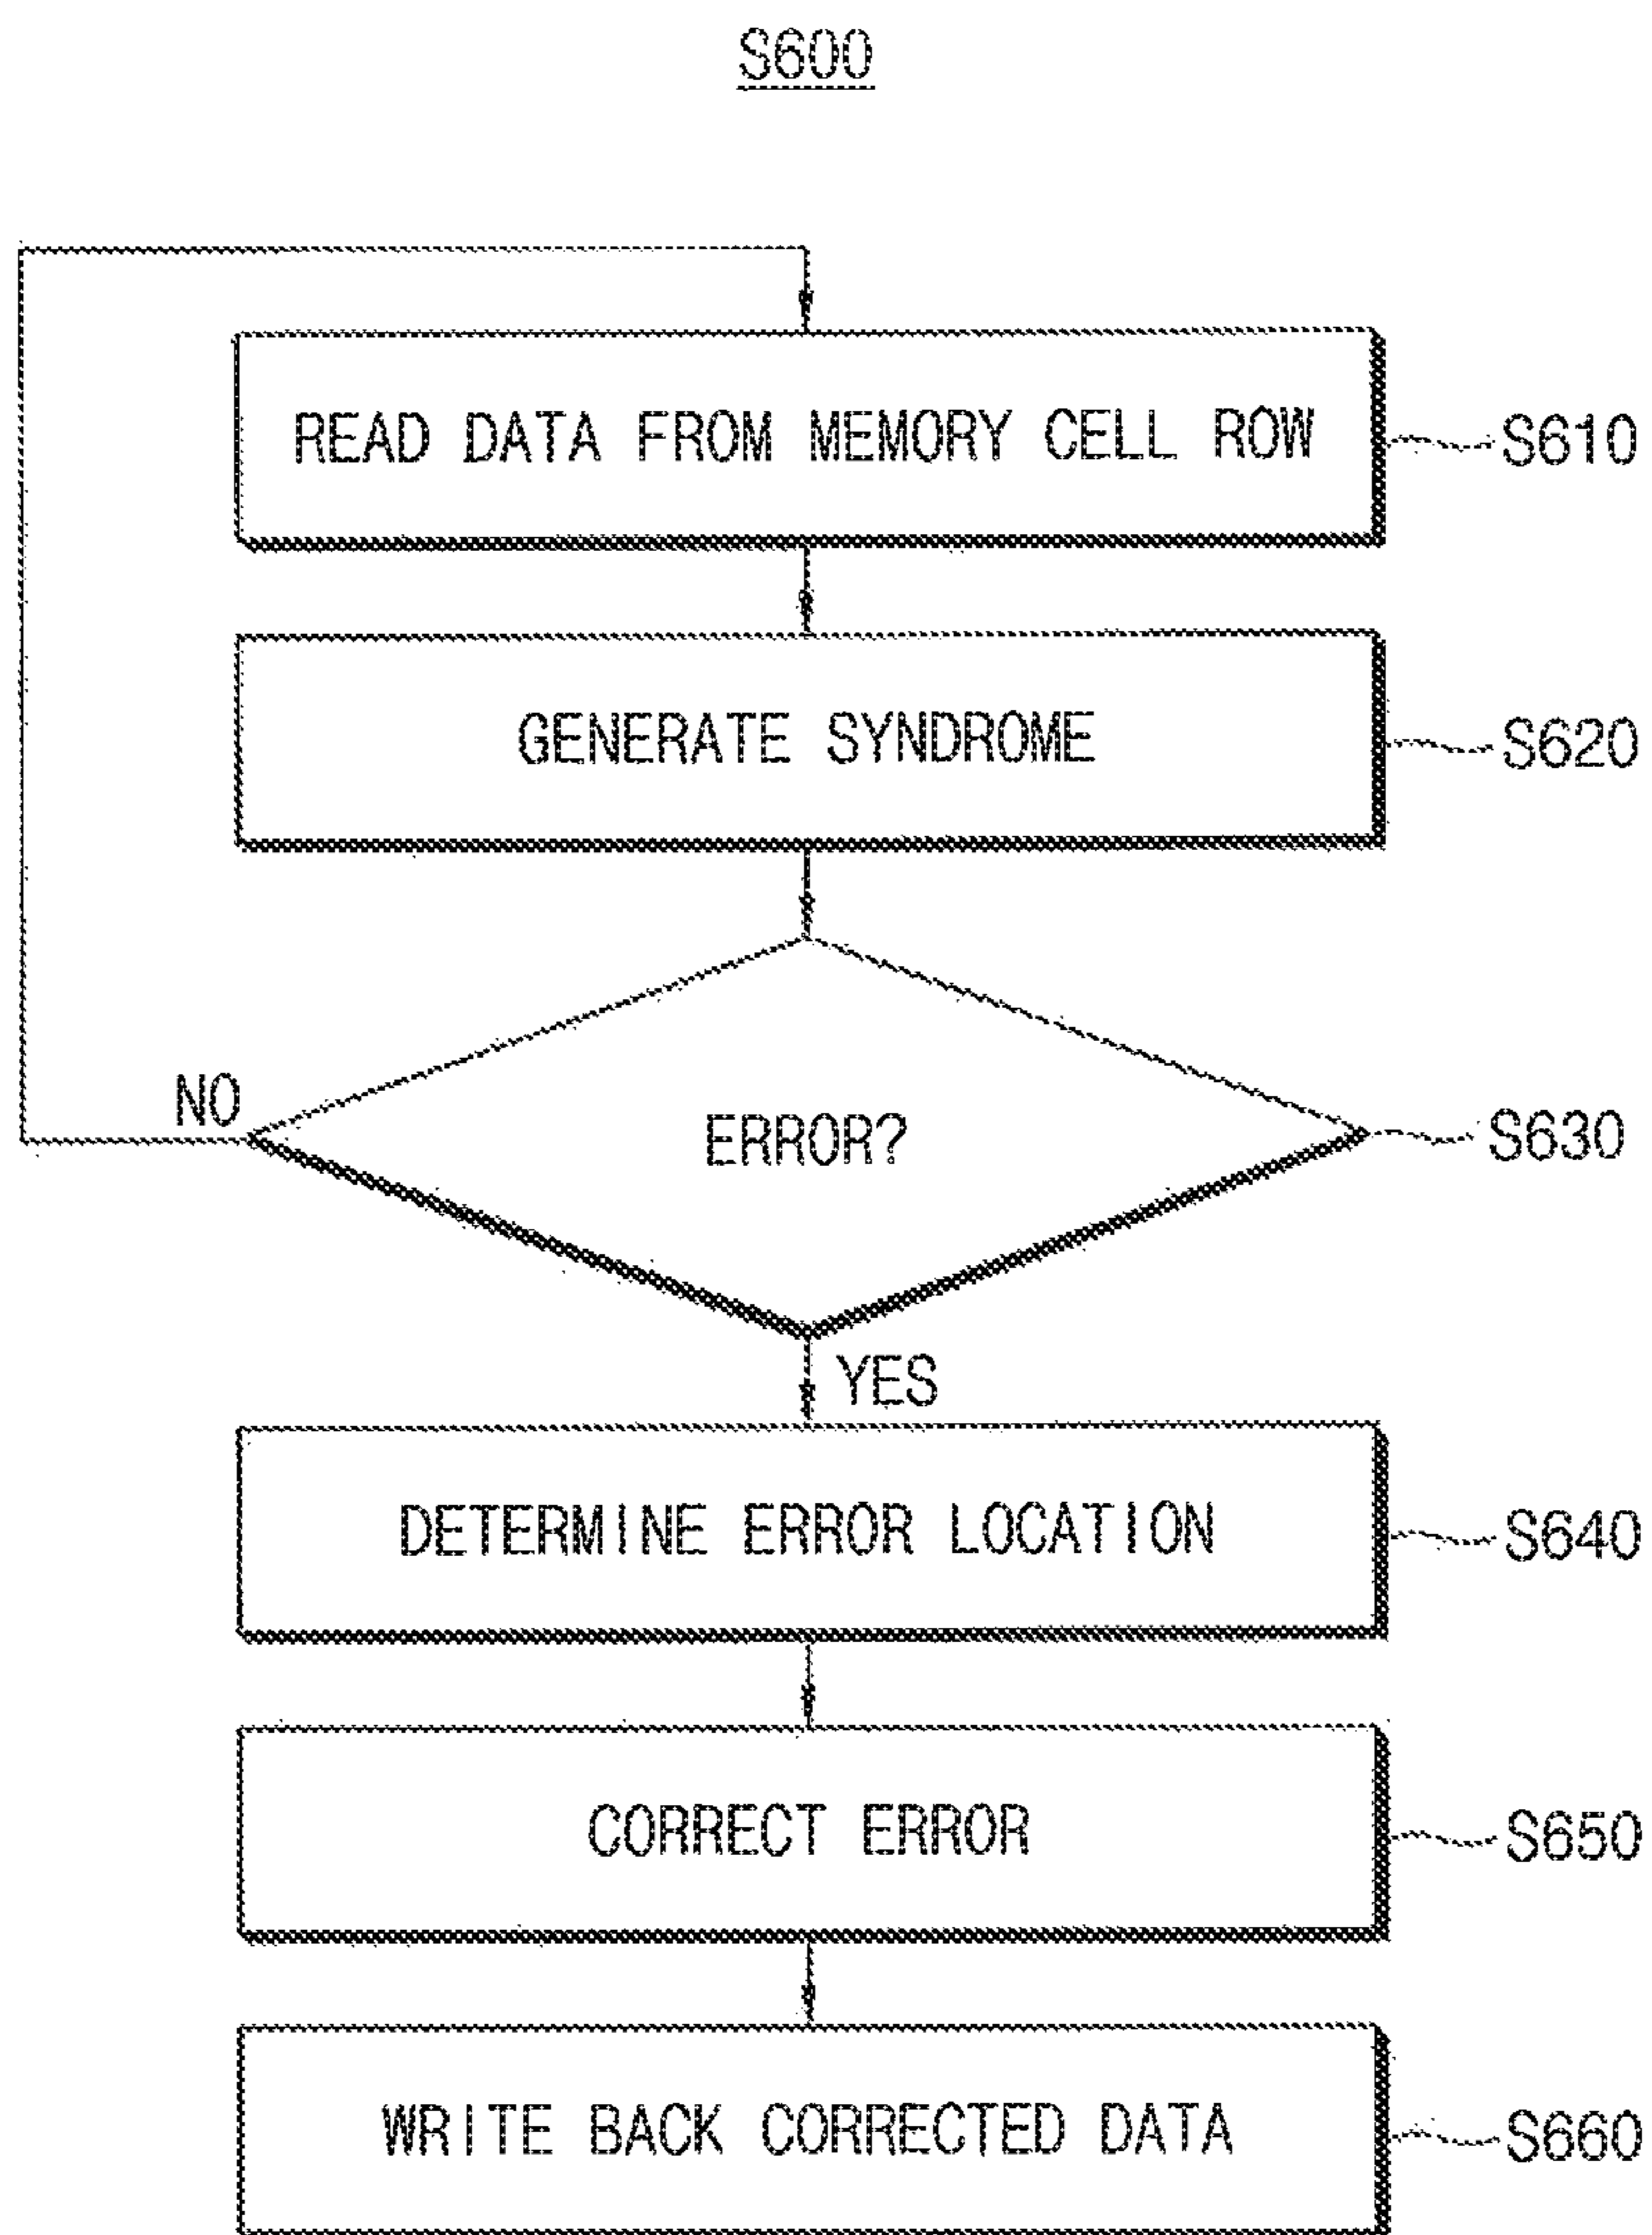 S600
READ DATA FROM MEMORY CELL ROW
S610
GENERATE SYNDROME
S620
NO
ERROR?
S630
YES
DETERMINE ERROR LOCATION
S640
CORRECT ERROR
S650
WRITE BACK CORRECTED DATA
S660